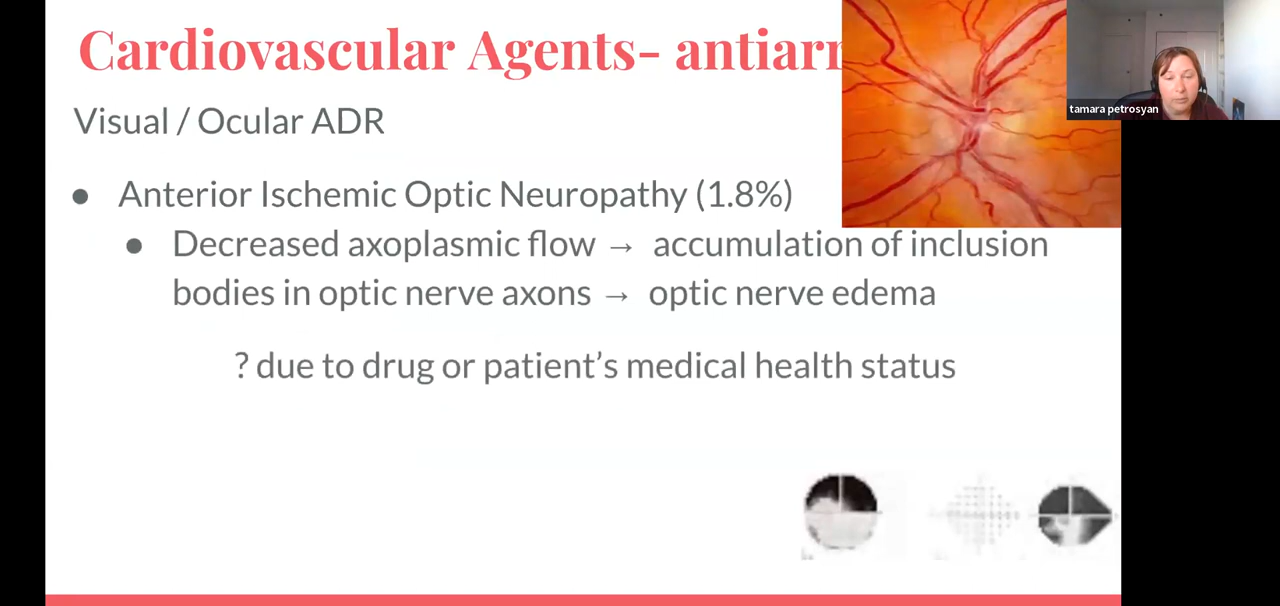 Cardiovascular Agents- antiarr
tamara petrosyan
Visual / Ocular ADR
● Anterior Ischemic Optic Neuropathy (1.8%)
● Decreased axoplasmic flow → accumulation of inclusion
bodies in optic nerve axons → optic nerve edema
? due to drug or patient’s medical health status